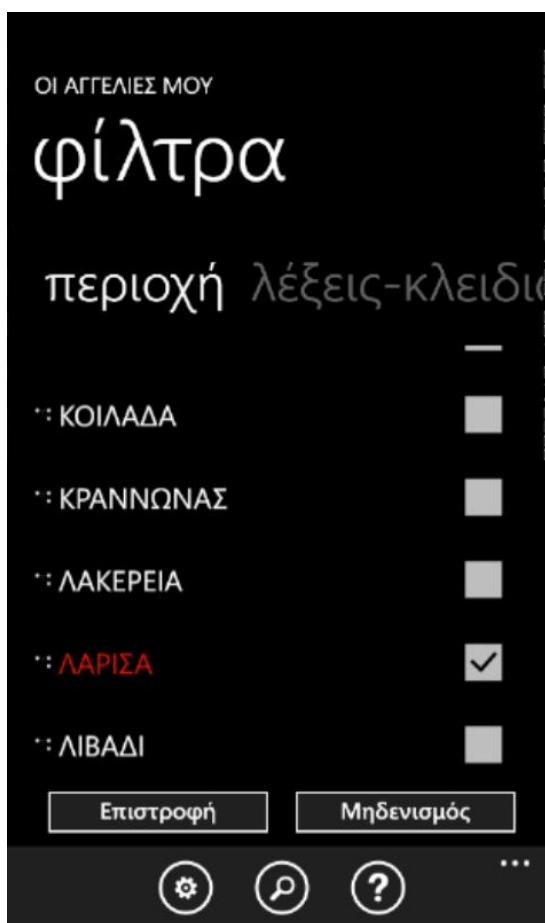 ΟΙ ΑΓΓΕΛΙΕΣ ΜΟΥ
φίλτρα
περιοχή λέξεις-κλειδι
ΚΟΙΛΑΔΑ
ΚΡΑΝΝΩΝΑΣ
ΛΑΚΕΡΕΙΑ
ΛΑΡΙΣΑ
ΛΙΒΑΔΙ
Επιστροφή Μηδενισμός